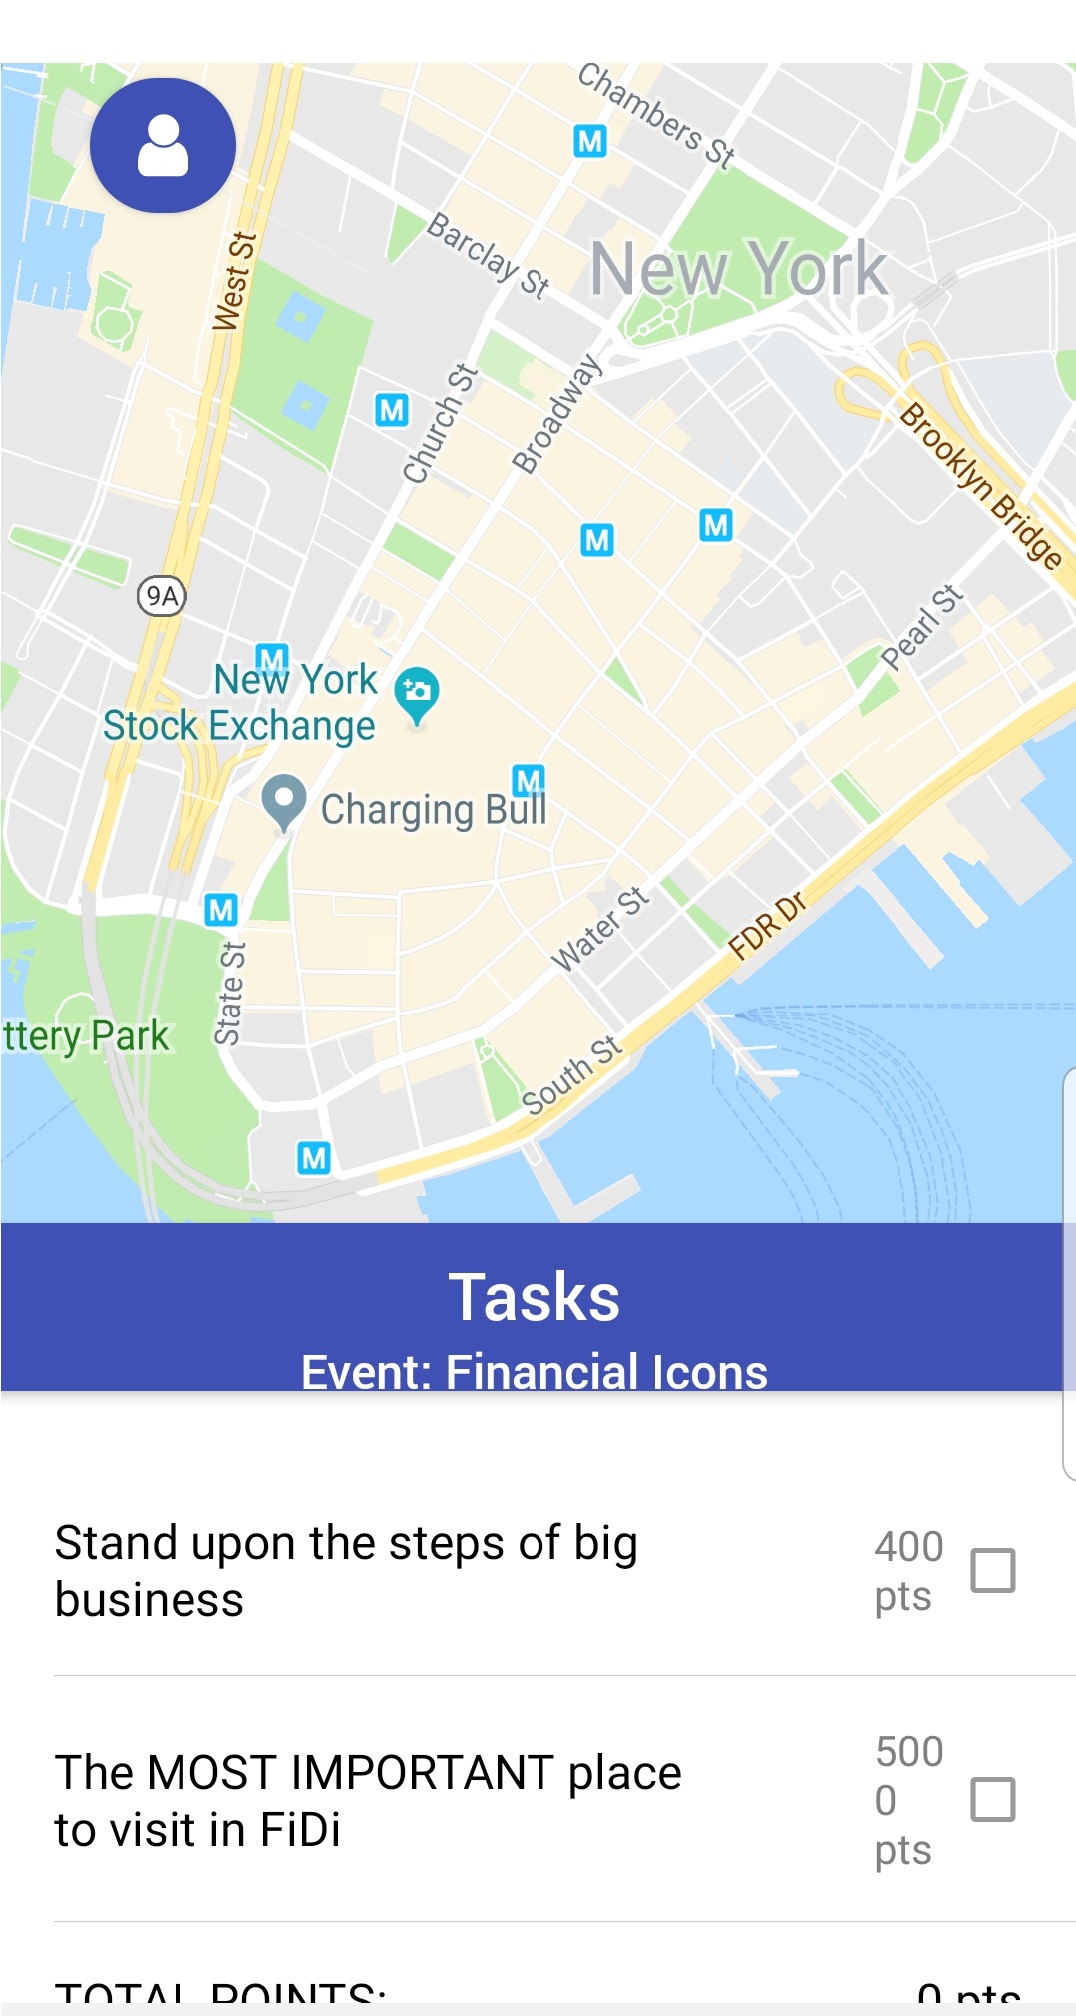 Chambers St
M
Barclay St
New York
West St
M
Church St
Broadway
Brooklyn Bridge
M
M
9A
Pearl St
M
New York
Stock Exchange
M
Charging Bull
M
Water St
FDR Dr
State St
ttery Park
South St
M
Tasks
Event: Financial Icons
Stand upon the steps of big
business
400
pts
The MOST IMPORTANT place
to visit in FiDi
500
0
pts
TOTAL POINTS:
0 pts